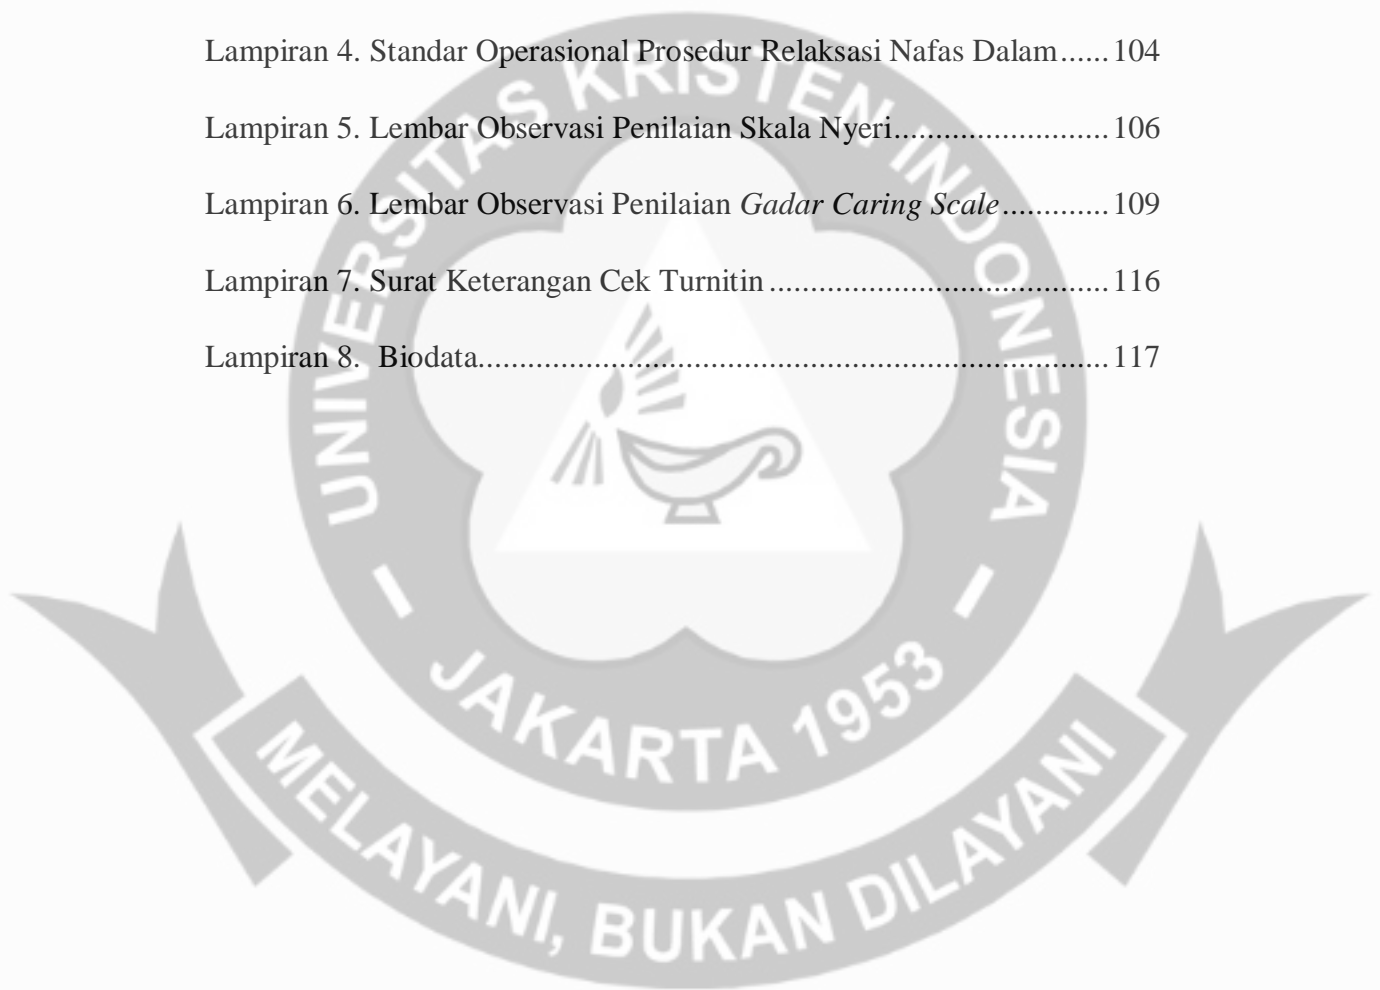 Lampiran 4. Standar Operasional Prosedur Relaksasi Nafas Dalam......104
Lampiran 5. Lembar Observasi Penilaian Skala Nyeri..........................106
Lampiran 6. Lembar Observasi Penilaian Gadar Caring Scale.............109
Lampiran 7. Surat Keterangan Cek Turnitin.........................................116
Lampiran 8.  Biodata............................................................................117
UNIVERSITAS KRISTEN INDONESIA
- JAKARTA 1953 -
MELAYANI, BUKAN DILAYANI